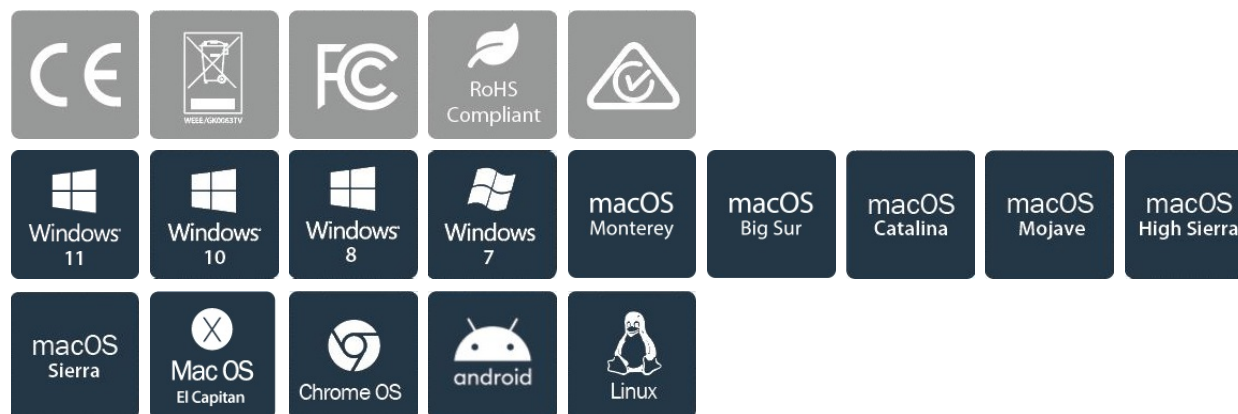 CE
WEEE/GK0063TV
FC
RoHS
Compliant
Windows
11
Windows
10
Windows
8
Windows
7
macOS
Monterey
macOS
Big Sur
macOS
Catalina
macOS
Mojave
macOS
High Sierra
macOS
Sierra
X
Mac OS
El Capitan
Chrome OS
android
Linux